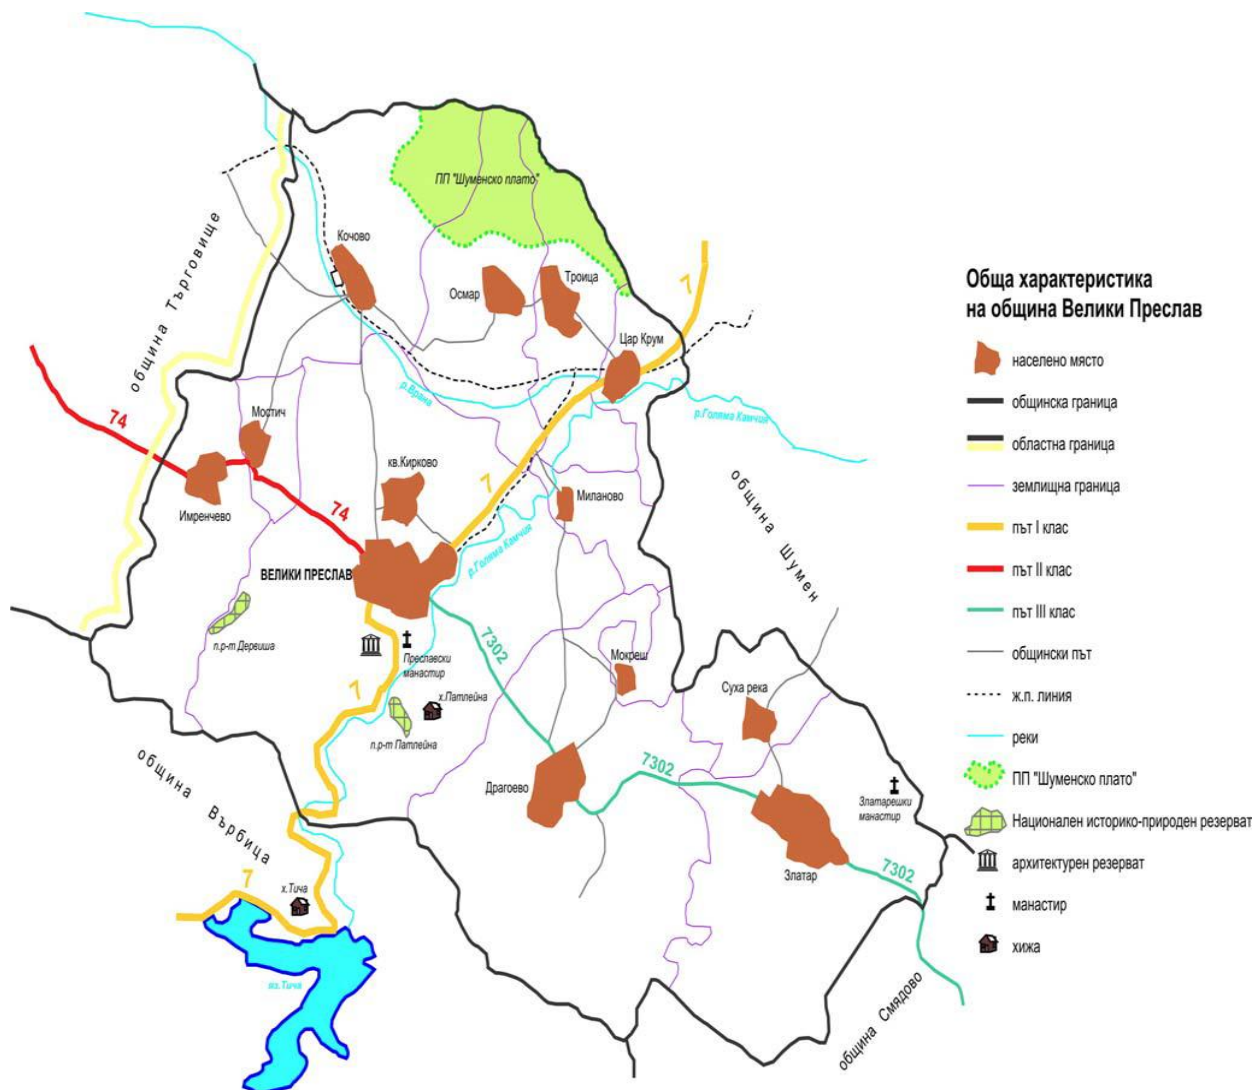 ПП "Шуменско плато"
община Търговище
Кочово
Осмар
Троица
7
Цар Крум
р.Врана
р.Голяма Камчия
74
Мостич
кв.Кирково
7
Имренчево
74
Миланово
община Шумен
ВЕЛИКИ ПРЕСЛАВ
р.Голяма Камчия
п.р-т Дервиша
Преславски
манастир
7302
Мокреш
Суха река
7
х.Патлейна
п.р-т Патлейна
община Върбица
Драгоево
7302
Златарешки
манастир
Златар
7302
7
х.Тича
яз.Тича
община Смядово
Обща характеристика
на община Велики Преслав
населено място
общинска граница
областна граница
землищна граница
път I клас
път II клас
път III клас
общински път
ж.п. линия
реки
ПП "Шуменско плато"
Национален историко-природен резерват
архитектурен резерват
манастир
хижа